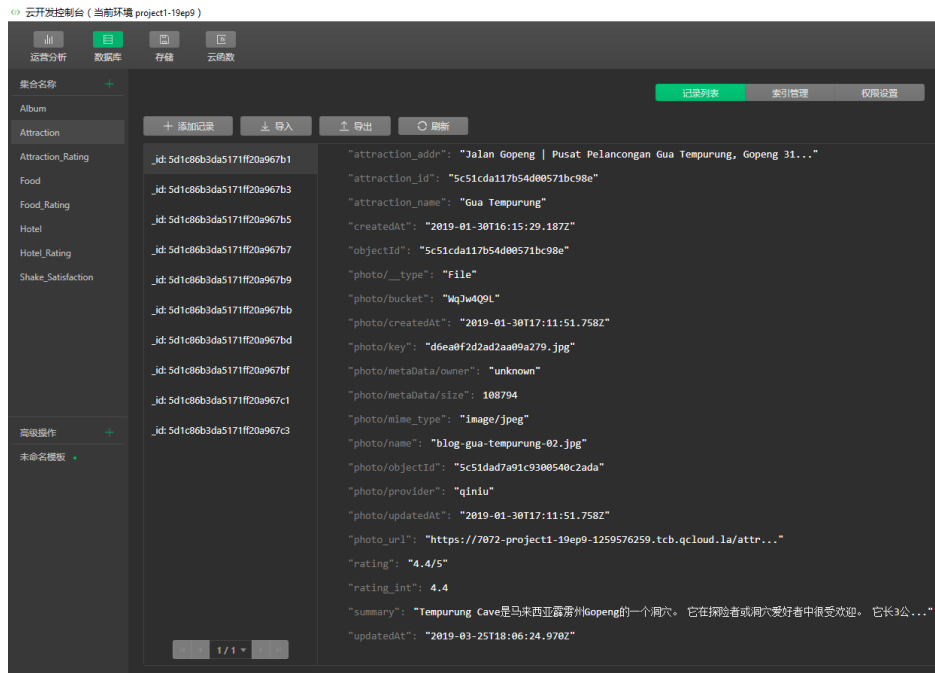 云开发控制台 ( 当前环境 project1-19ep9 )
运营分析 数据库 存储 云函数
集合名称
Album
Attraction
Attraction_Rating
Food
Food_Rating
Hotel
Hotel_Rating
Shake_Satisfaction
高级操作
未命名模板
记录列表 索引管理 权限设置
添加记录 导入 导出 刷新
_id: 5d1c86b3da5171ff20a967b1
_id: 5d1c86b3da5171ff20a967b3
_id: 5d1c86b3da5171ff20a967b5
_id: 5d1c86b3da5171ff20a967b7
_id: 5d1c86b3da5171ff20a967b9
_id: 5d1c86b3da5171ff20a967bb
_id: 5d1c86b3da5171ff20a967bd
_id: 5d1c86b3da5171ff20a967bf
_id: 5d1c86b3da5171ff20a967c1
_id: 5d1c86b3da5171ff20a967c3
1 / 1
"attraction_addr": "Jalan Gopeng | Pusat Pelancongan Gua Tempurung, Gopeng 31..."
"attraction_id": "5c51cda117b54d00571bc98e"
"attraction_name": "Gua Tempurung"
"createdAt": "2019-01-30T16:15:29.187Z"
"objectId": "5c51cda117b54d00571bc98e"
"photo/__type": "File"
"photo/bucket": "WqJw4Q9L"
"photo/createdAt": "2019-01-30T17:11:51.758Z"
"photo/key": "d6ea0f2d2ad2aa09a279.jpg"
"photo/metaData/owner": "unknown"
"photo/metaData/size": 108794
"photo/mime_type": "image/jpeg"
"photo/name": "blog-gua-tempurung-02.jpg"
"photo/objectId": "5c51dad7a91c9300540c2ada"
"photo/provider": "qiniu"
"photo/updatedAt": "2019-01-30T17:11:51.758Z"
"photo_url": "https://7072-project1-19ep9-1259576259.tcb.qcloud.la/attr..."
"rating": "4.4/5"
"rating_int": 4.4
"summary": "Tempurung Cave是马来西亚霹雳州Gopeng的一个洞穴。 它在探险者或洞穴爱好者中很受欢迎。 它长3公..."
"updatedAt": "2019-03-25T18:06:24.970Z"